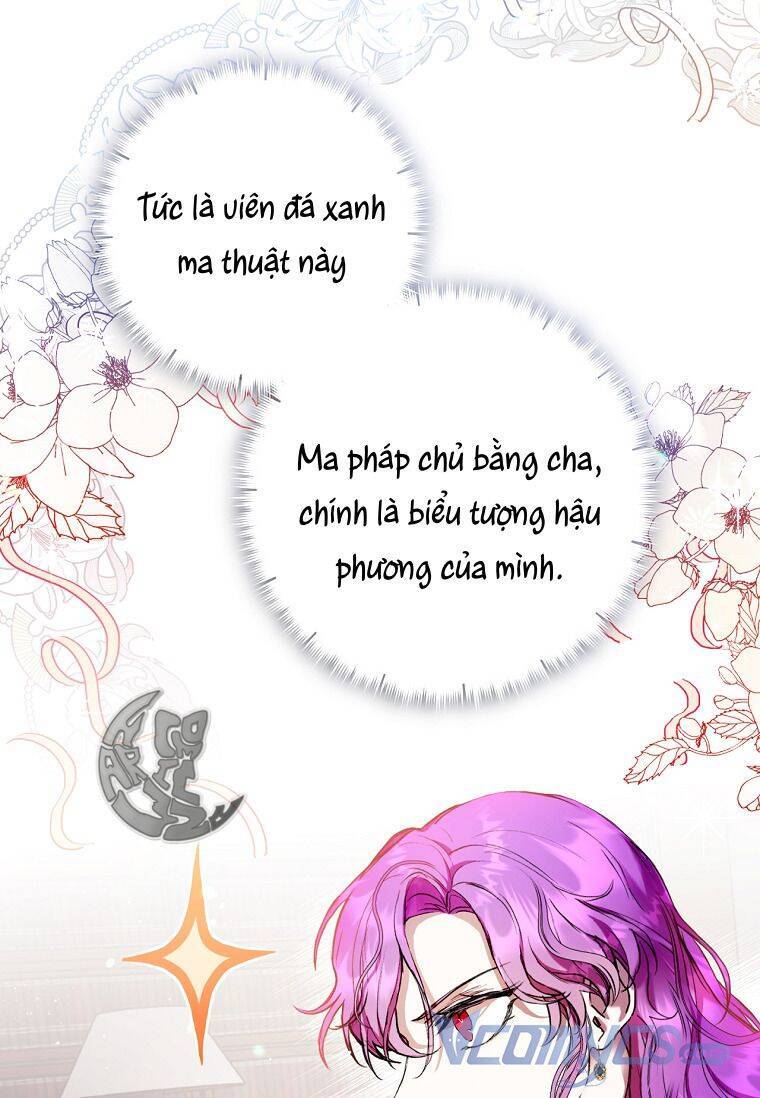 Tức là viên đá xanh
ma thuật này
Ma pháp chủ bằng cha,
chính là biểu tượng hậu
phương của mình.
VCOMYCS